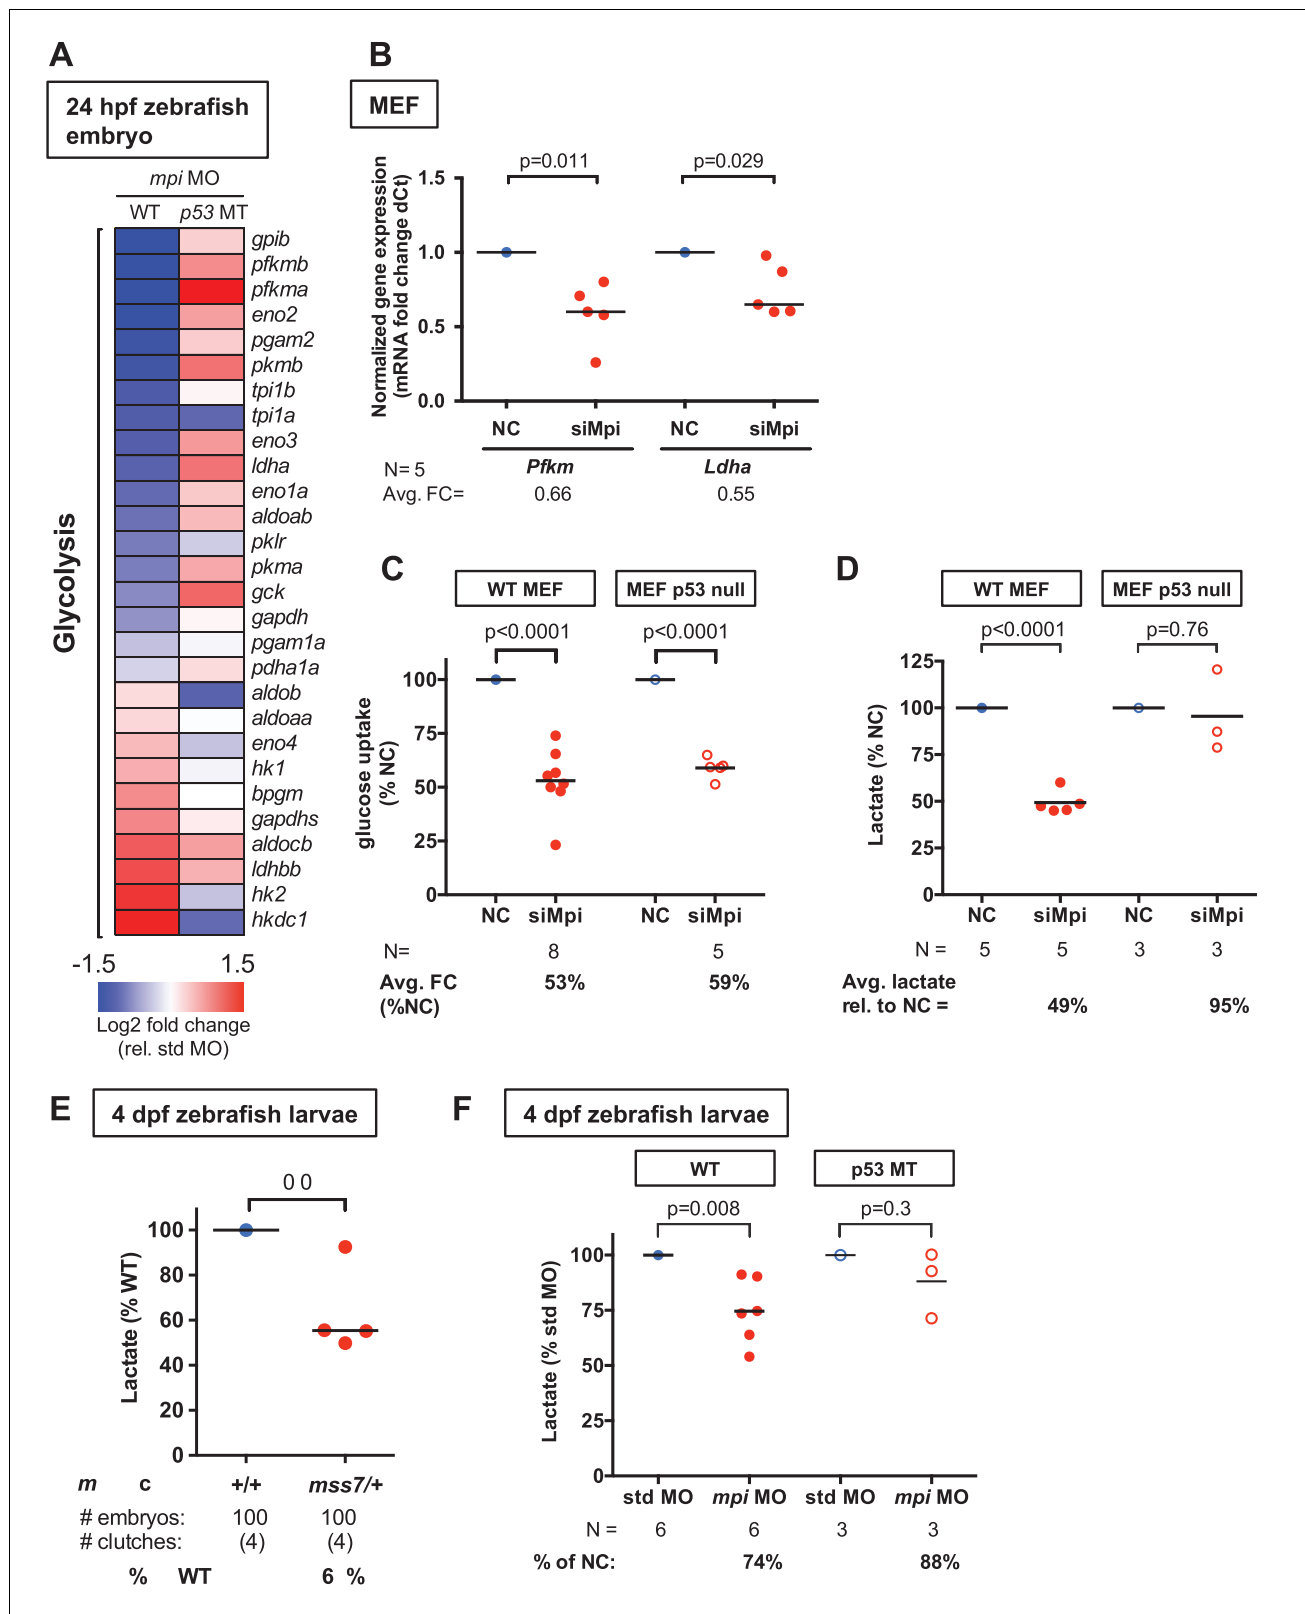 A
24 hpf zebrafish
embryo
mpi MO
WT p53 MT
Glycolysis
gpib
pfkmb
pfkma
eno2
pgam2
pkmb
tpi1b
tpi1a
eno3
ldha
eno1a
aldoab
pklr
pkma
gck
gapdh
pgam1a
pdha1a
aldob
aldoaa
eno4
hk1
bpgm
gapdhs
aldocb
ldhbb
hk2
hkdc1
-1.5 1.5
Log2 fold change
(rel. std MO)
B
MEF
p=0.011 p=0.029
Normalized gene expression
(mRNA fold change dCt)
1.5
1.0
0.5
0.0
NC siMpi NC siMpi
Pfkm Ldha
N= 5
Avg. FC= 0.66 0.55
C
WT MEF MEF p53 null
p<0.0001 p<0.0001
glucose uptake
(% NC)
100
75
50
25
0
NC siMpi NC siMpi
N= 8 5
Avg. FC 53% 59%
(%NC)
D
WT MEF MEF p53 null
p<0.0001 p=0.76
Lactate (% NC)
125
100
75
50
25
0
NC siMpi NC siMpi
N = 5 5 3 3
Avg. lactate
rel. to NC = 49% 95%
E
4 dpf zebrafish larvae
0 0
Lactate (% WT)
100
80
60
40
20
0
m c +/+ mss7/+
# embryos: 100 100
# clutches: (4) (4)
% WT 6 %
F
4 dpf zebrafish larvae
WT p53 MT
p=0.008 p=0.3
Lactate (% std MO)
100
75
50
25
0
std MO mpi MO std MO mpi MO
N = 6 6 3 3
% of NC: 74% 88%